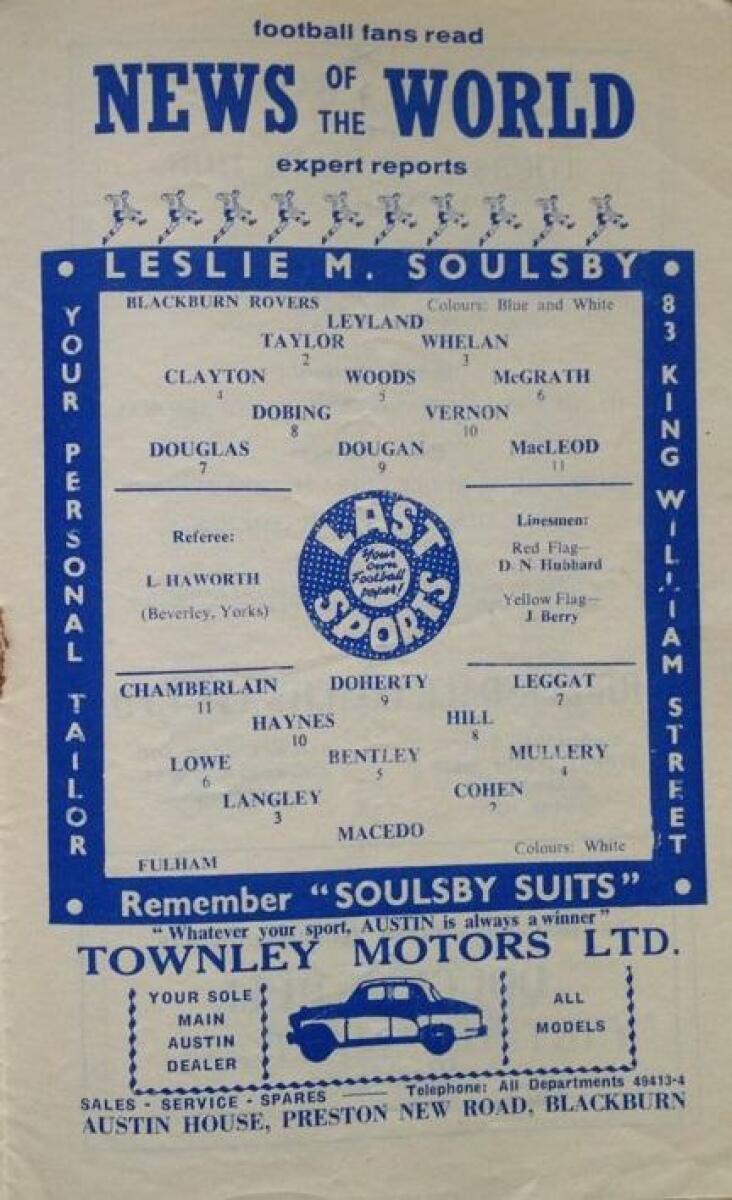 football fans read
NEWS OF THE WORLD
expert reports
• LESLIE M. SOULSBY •
YOUR PERSONAL TAILOR
83 KING WILLIAM STREET
BLACKBURN ROVERS Colours: Blue and White
LEYLAND
TAYLOR WHELAN
2 3
CLAYTON WOODS McGRATH
4 5 6
DOBING VERNON
8 10
DOUGLAS DOUGAN MacLEOD
7 9 11
Referee:
L. HAWORTH
(Beverley, Yorks)
LAST
Your
own
Football
paper!
SPORTS
Linesmen:
Red Flag—
D. N. Hubbard
Yellow Flag—
J. Berry
CHAMBERLAIN DOHERTY LEGGAT
11 9 7
HAYNES HILL
10 8
LOWE BENTLEY MULLERY
6 5 4
LANGLEY COHEN
3 2
MACEDO
FULHAM Colours: White
• Remember "SOULSBY SUITS" •
"Whatever your sport, AUSTIN is always a winner"
TOWNLEY MOTORS LTD.
YOUR SOLE
MAIN
AUSTIN
DEALER
ALL
MODELS
SALES - SERVICE - SPARES —— Telephone: All Departments 49413-4
AUSTIN HOUSE, PRESTON NEW ROAD, BLACKBURN